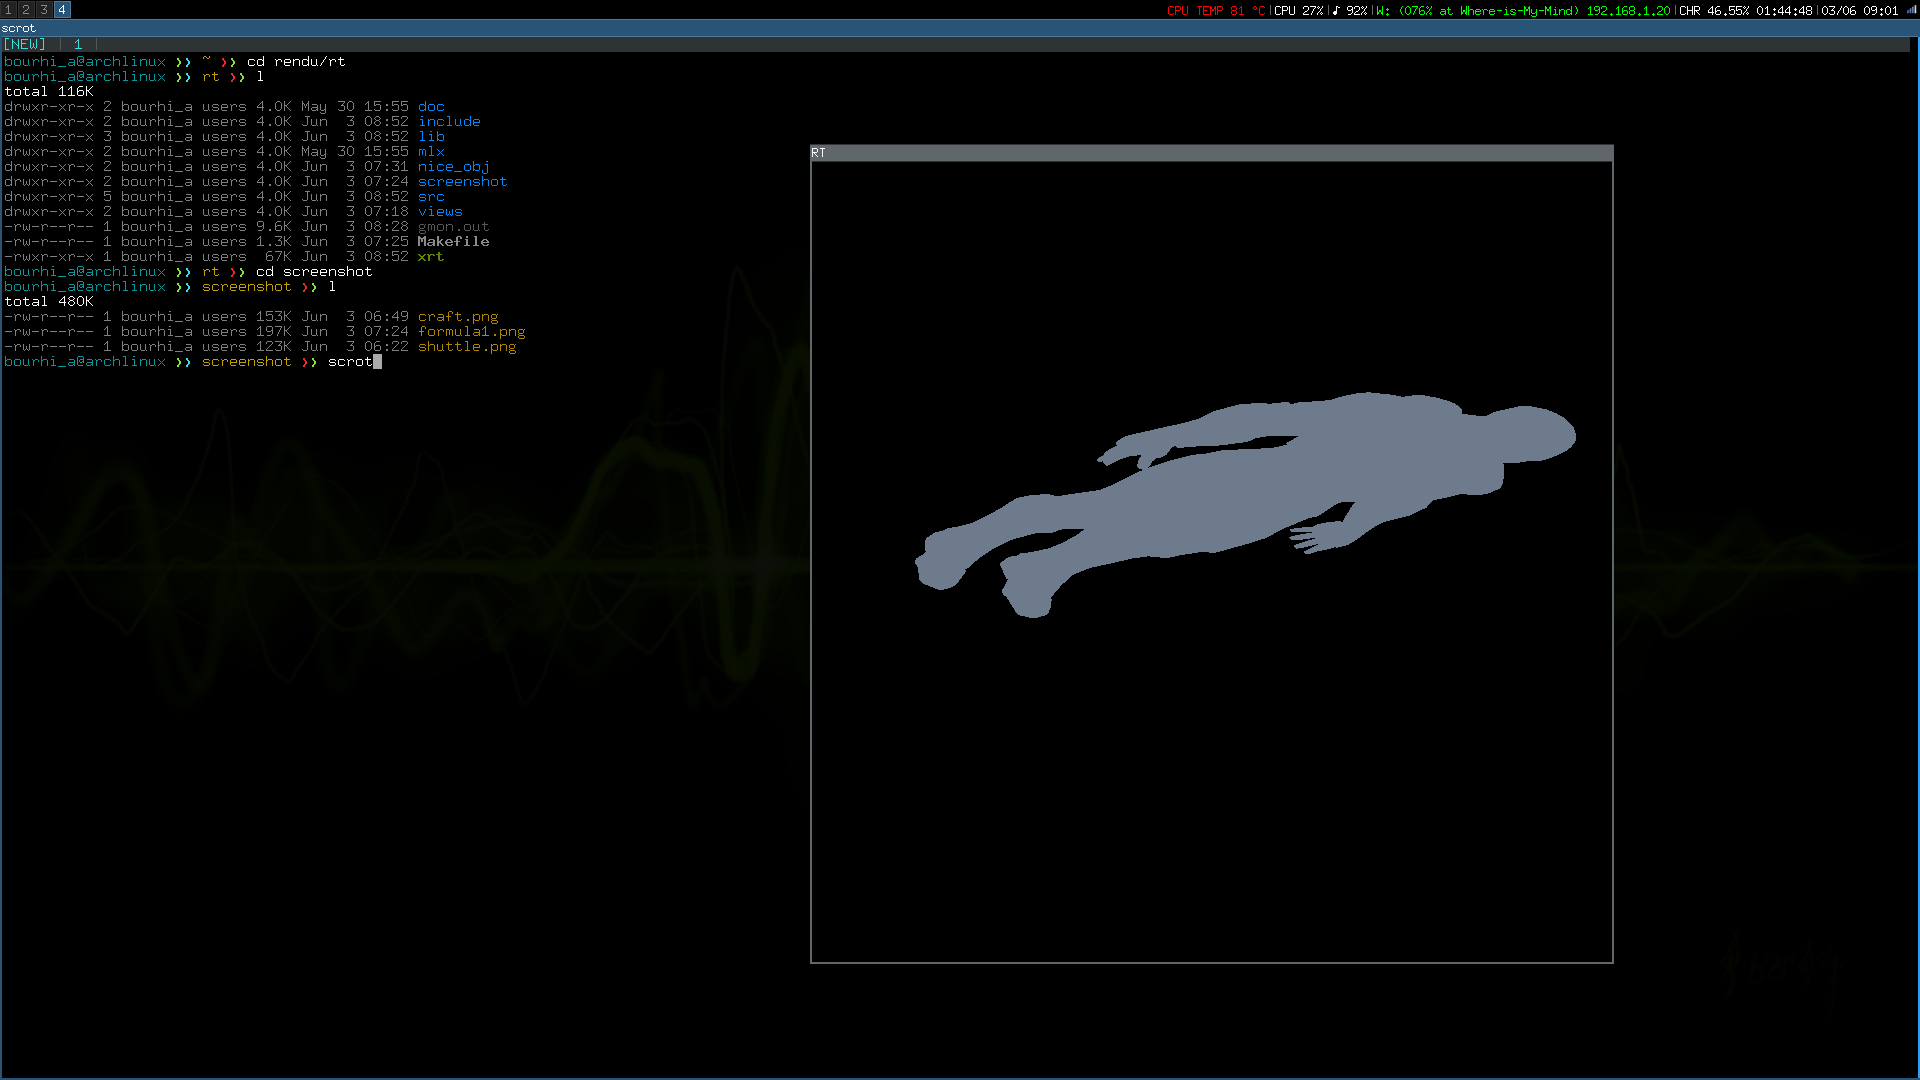 1 2 3 4
CPU TEMP 81 °C|CPU 27%|♪ 92%|W: (076% at Where-is-My-Mind) 192.168.1.20|CHR 46.55% 01:44:48|03/06 09:01
scrot
[NEW] | 1 |
bourhi_a@archlinux ❯❯ ~ ❯❯ cd rendu/rt
bourhi_a@archlinux ❯❯ rt ❯❯ l
total 116K
drwxr-xr-x 2 bourhi_a users 4.0K May 30 15:55 doc
drwxr-xr-x 2 bourhi_a users 4.0K Jun  3 08:52 include
drwxr-xr-x 3 bourhi_a users 4.0K Jun  3 08:52 lib
drwxr-xr-x 2 bourhi_a users 4.0K May 30 15:55 mlx
drwxr-xr-x 2 bourhi_a users 4.0K Jun  3 07:31 nice_obj
drwxr-xr-x 2 bourhi_a users 4.0K Jun  3 07:24 screenshot
drwxr-xr-x 5 bourhi_a users 4.0K Jun  3 08:52 src
drwxr-xr-x 2 bourhi_a users 4.0K Jun  3 07:18 views
-rw-r--r-- 1 bourhi_a users 9.6K Jun  3 08:28 gmon.out
-rw-r--r-- 1 bourhi_a users 1.3K Jun  3 07:25 Makefile
-rwxr-xr-x 1 bourhi_a users  67K Jun  3 08:52 xrt
bourhi_a@archlinux ❯❯ rt ❯❯ cd screenshot
bourhi_a@archlinux ❯❯ screenshot ❯❯ l
total 480K
-rw-r--r-- 1 bourhi_a users 153K Jun  3 06:49 craft.png
-rw-r--r-- 1 bourhi_a users 197K Jun  3 07:24 formula1.png
-rw-r--r-- 1 bourhi_a users 123K Jun  3 06:22 shuttle.png
bourhi_a@archlinux ❯❯ screenshot ❯❯ scrot
RT